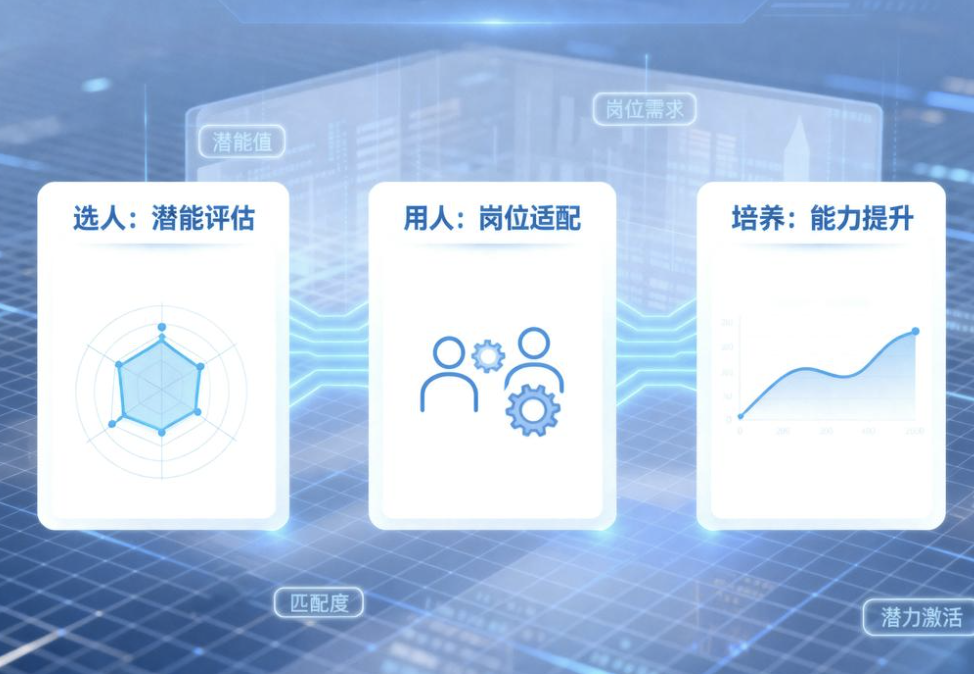 岗位需求
潜能值
选人：潜能评估
用人：岗位适配
培养：能力提升
匹配度
潜力激活